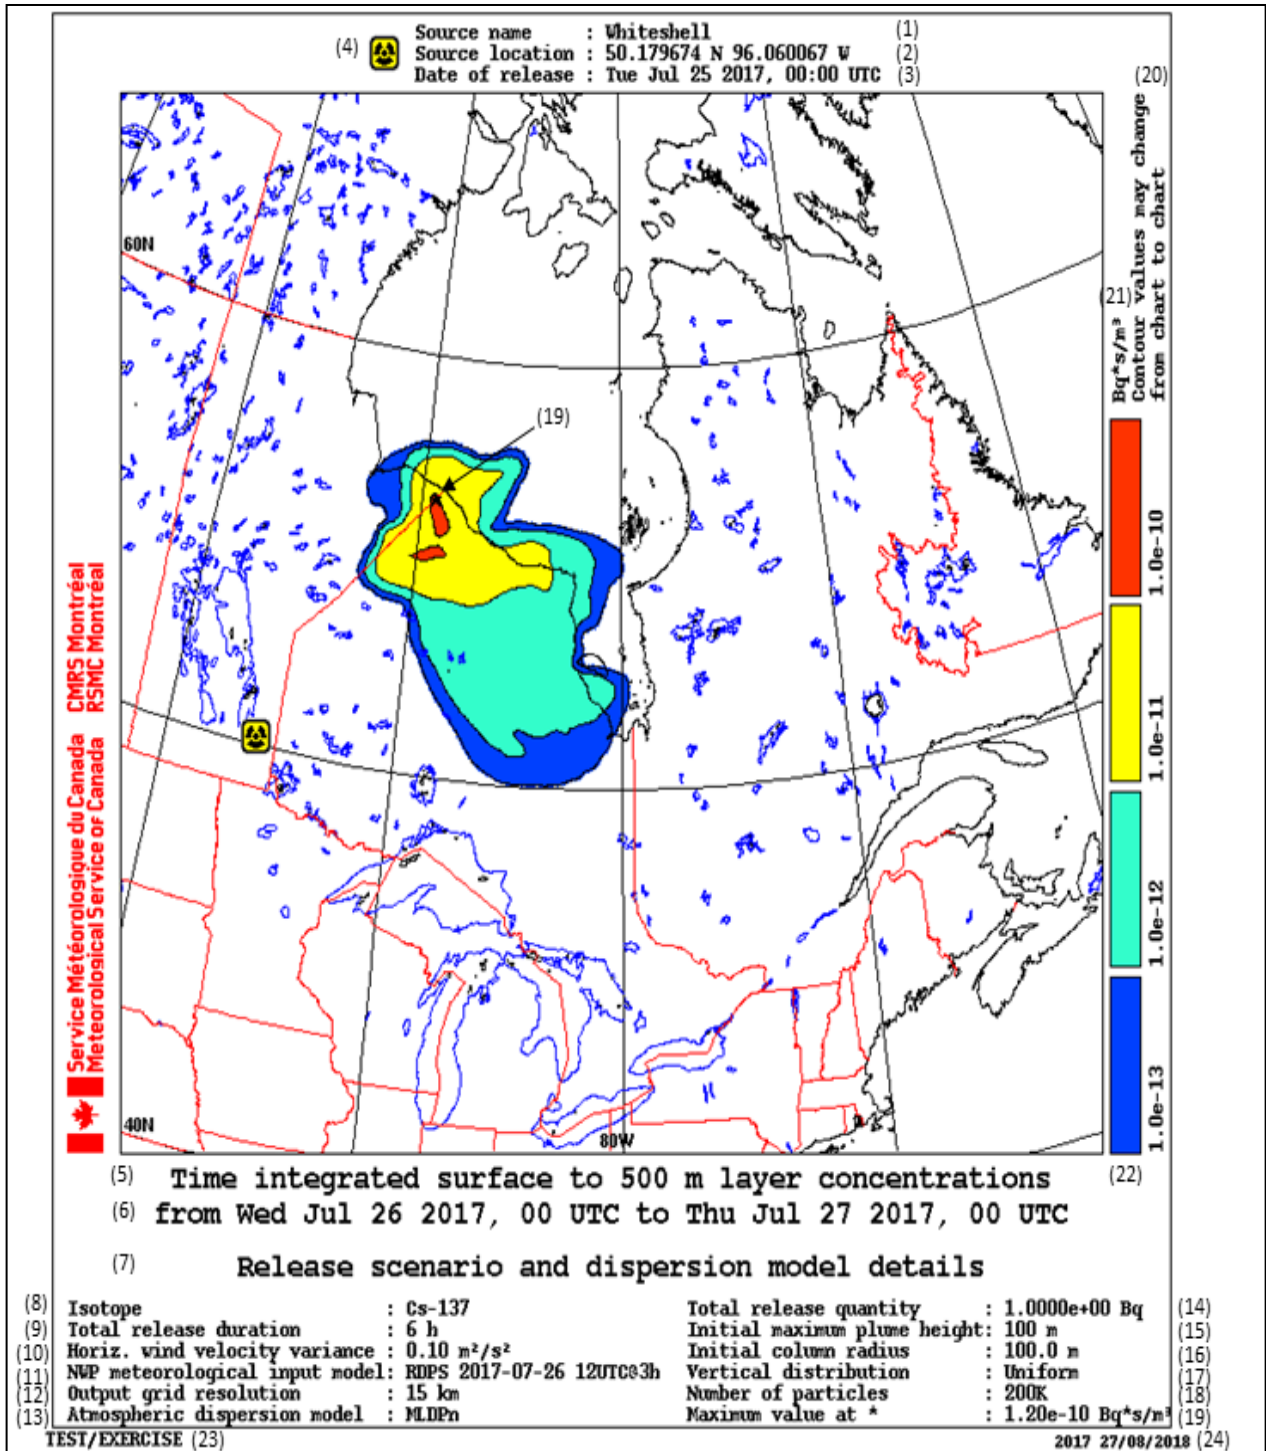 Source name : Whiteshell (1)
(4) Source location : 50.179674 N 96.060067 W (2)
Date of release : Tue Jul 25 2017, 00:00 UTC (3)
(20)
Contour values may change
from chart to chart
(21)
Bq*s/m³
60N
(19)
1.0e-10
1.0e-11
1.0e-12
1.0e-13
CMRS Montréal
RSMC Montréal
Service Météorologique du Canada
Meteorological Service of Canada
40N
80W
(5) Time integrated surface to 500 m layer concentrations (22)
(6) from Wed Jul 26 2017, 00 UTC to Thu Jul 27 2017, 00 UTC
(7) Release scenario and dispersion model details
(8) Isotope : Cs-137
(9) Total release duration : 6 h
(10) Horiz. wind velocity variance : 0.10 m²/s²
(11) NWP meteorological input model: RDPS 2017-07-26 12UTC@3h
(12) Output grid resolution : 15 km
(13) Atmospheric dispersion model : MLDPn
Total release quantity : 1.0000e+00 Bq (14)
Initial maximum plume height: 100 m (15)
Initial column radius : 100.0 m (16)
Vertical distribution : Uniform (17)
Number of particles : 200K (18)
Maximum value at * : 1.20e-10 Bq*s/m³ (19)
TEST/EXERCISE (23)
2017 27/08/2018 (24)